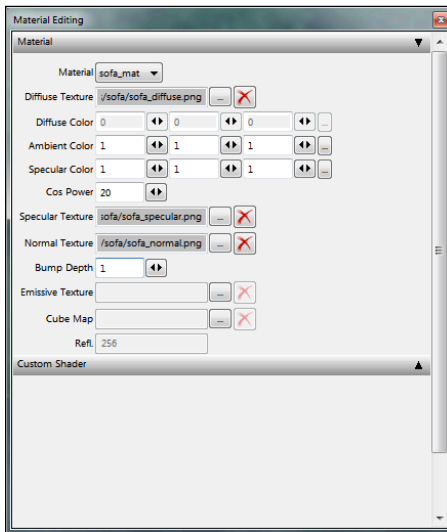 Material Editing
Material
Material sofa_mat
Diffuse Texture /sofa/sofa_diffuse.png ...
Diffuse Color 0 0 0 ...
Ambient Color 1 1 1 ...
Specular Color 1 1 1 ...
Cos Power 20
Specular Texture sofa/sofa_specular.png ...
Normal Texture /sofa/sofa_normal.png ...
Bump Depth 1
Emissive Texture ...
Cube Map ...
Refl. 256
Custom Shader